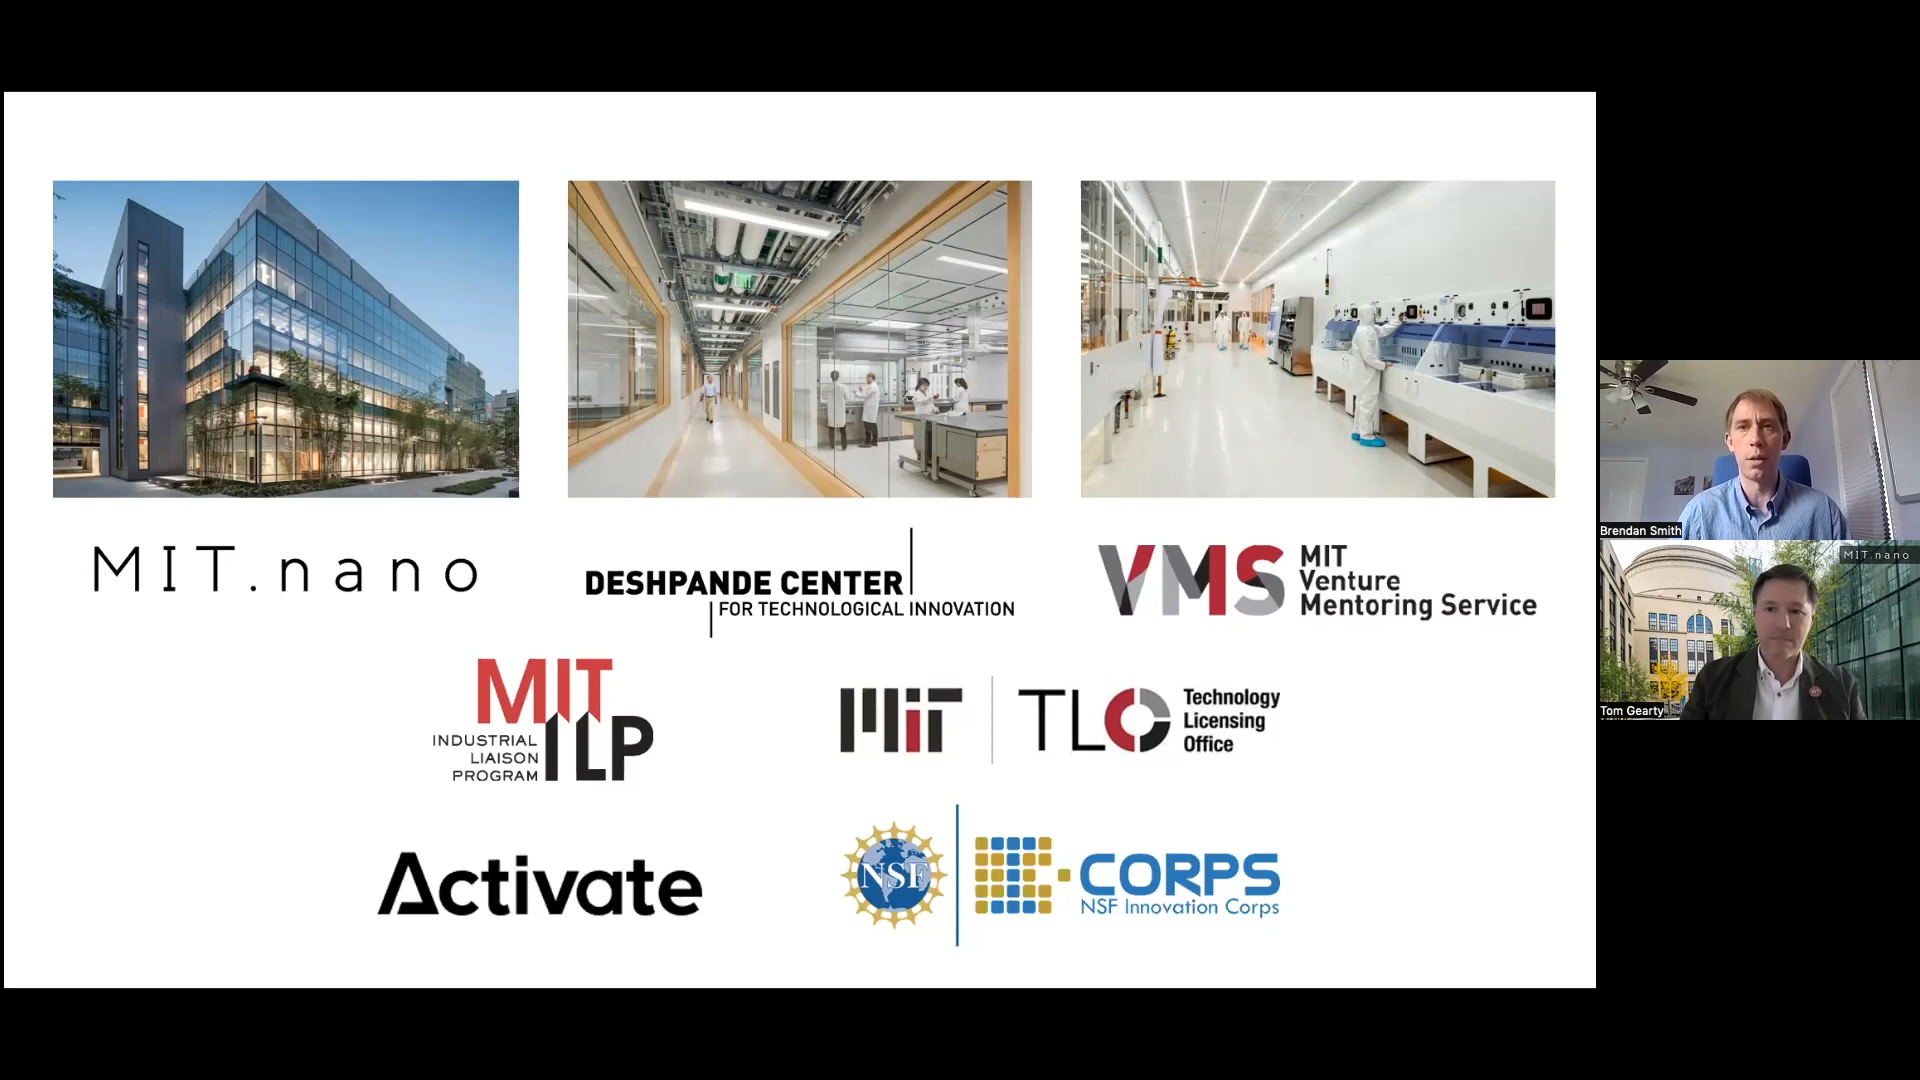 MIT.nano
DESHPANDE CENTER
FOR TECHNOLOGICAL INNOVATION
VMS
MIT
Venture
Mentoring Service
MIT
ILP
INDUSTRIAL
LIAISON
PROGRAM
MIT
TLO
Technology
Licensing
Office
Activate
NSF
I-CORPS
NSF Innovation Corps
Brendan Smith
MIT.nano
Tom Gearty
EXIT